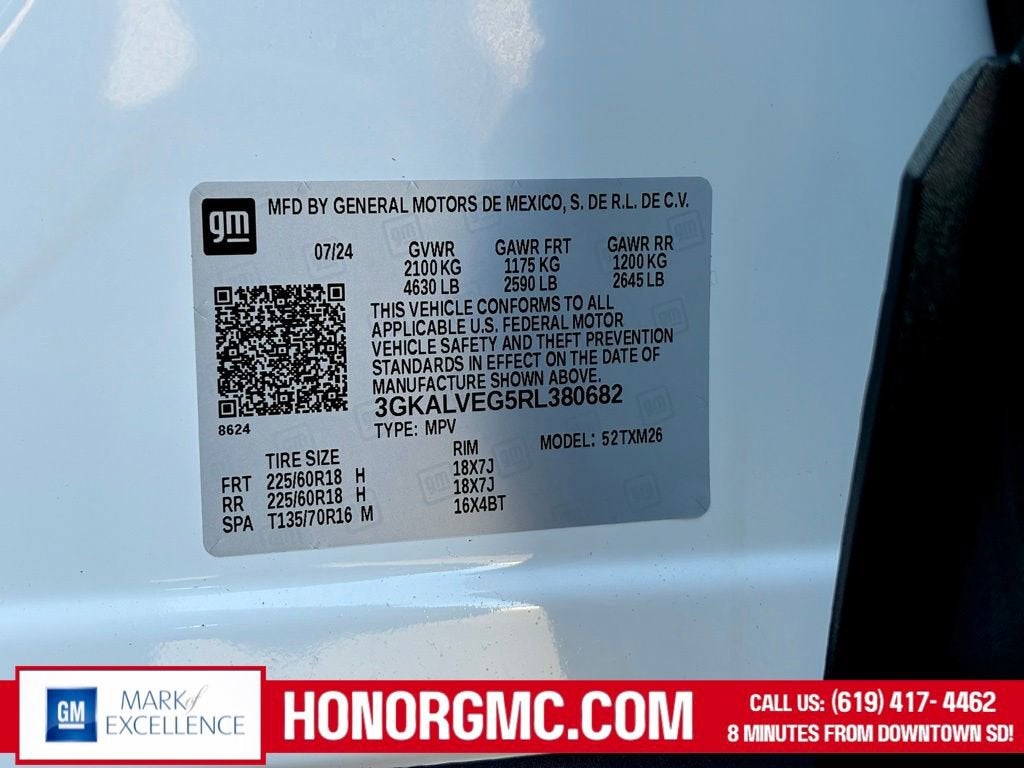 gm
MFD BY GENERAL MOTORS DE MEXICO, S. DE R.L. DE C.V.
07/24
GVWR
2100 KG
4630 LB
GAWR FRT
1175 KG
2590 LB
GAWR RR
1200 KG
2645 LB
THIS VEHICLE CONFORMS TO ALL
APPLICABLE U.S. FEDERAL MOTOR
VEHICLE SAFETY AND THEFT PREVENTION
STANDARDS IN EFFECT ON THE DATE OF
MANUFACTURE SHOWN ABOVE.
3GKALVEG5RL380682
8624
TYPE: MPV
MODEL: 52TXM26
TIRE SIZE RIM
FRT 225/60R18 H 18X7J
RR 225/60R18 H 18X7J
SPA T135/70R16 M 16X4BT
GM
MARK of
EXCELLENCE
HONORGMC.COM
CALL US: (619) 417- 4462
8 MINUTES FROM DOWNTOWN SD!